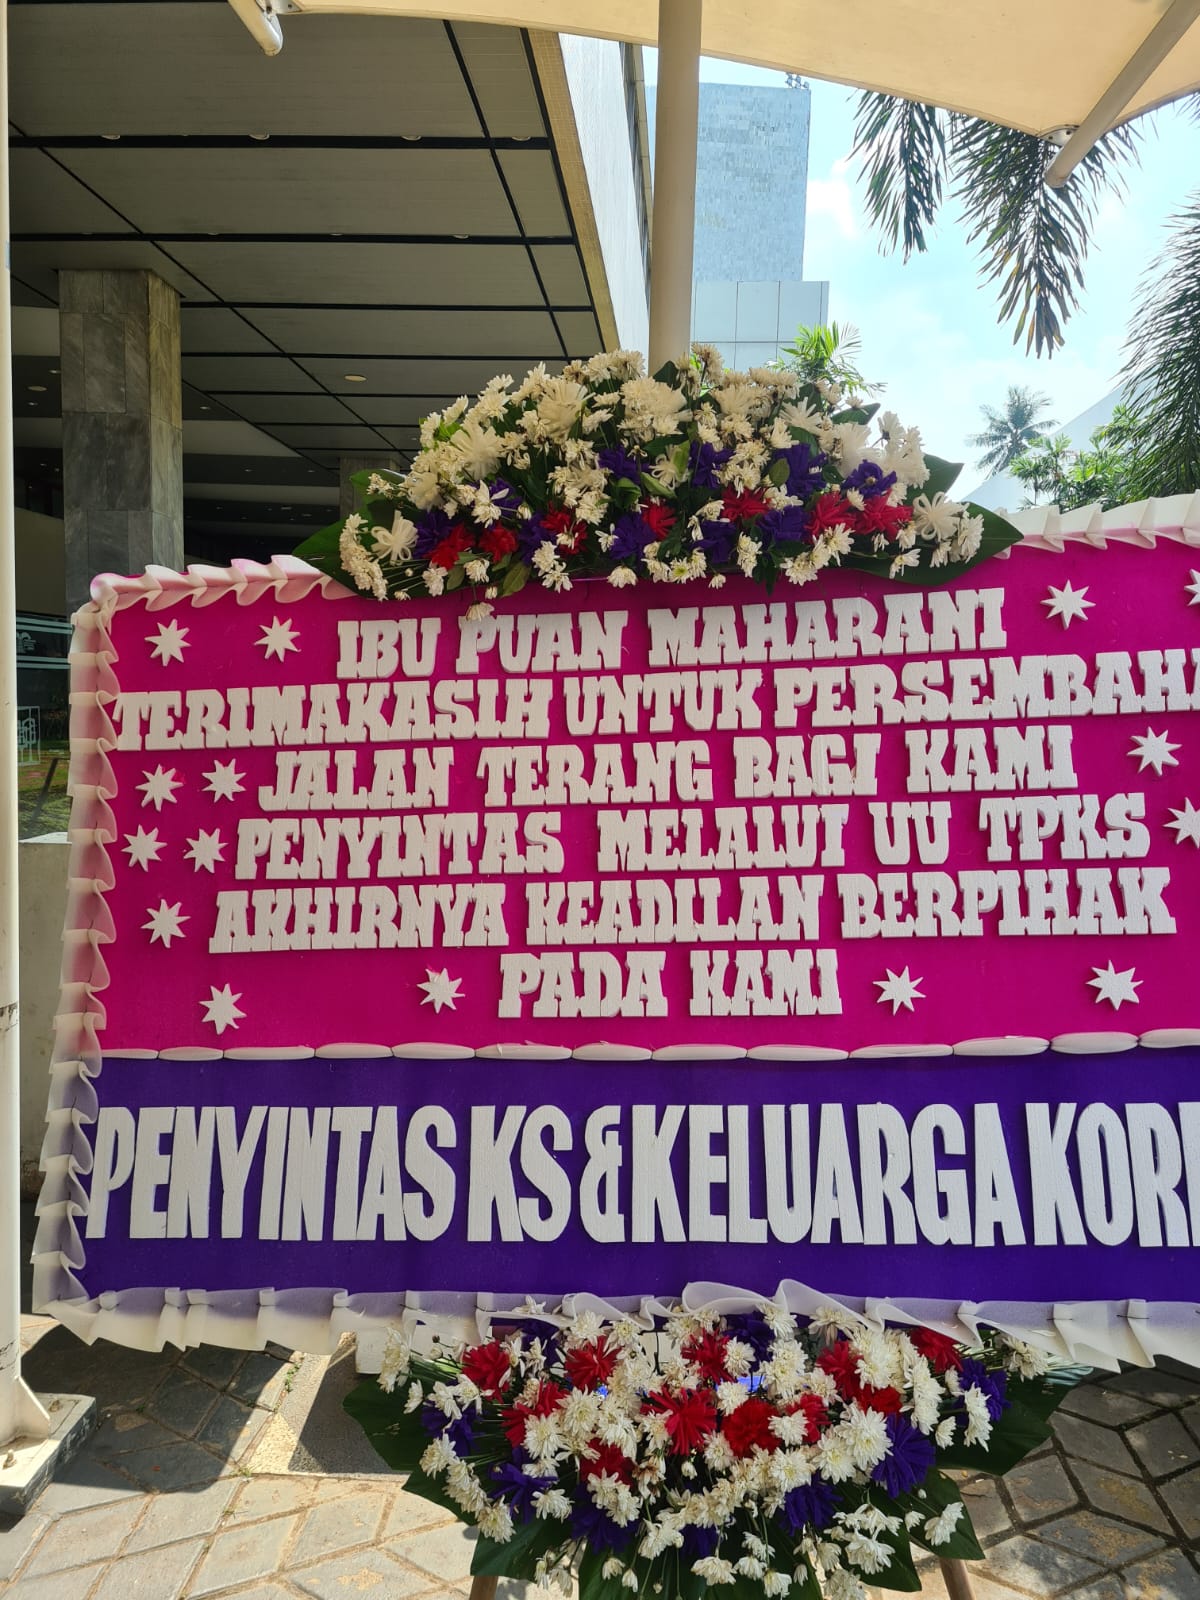 IBU PUAN MAHARANI
TERIMAKASIH UNTUK PERSEMBAHA
JALAN TERANG BAGI KAMI
PENYINTAS MELALUI UU TPKS
AKHIRNYA KEADILAN BERPIHAK
PADA KAMI
PENYINTAS KS & KELUARGA KOR